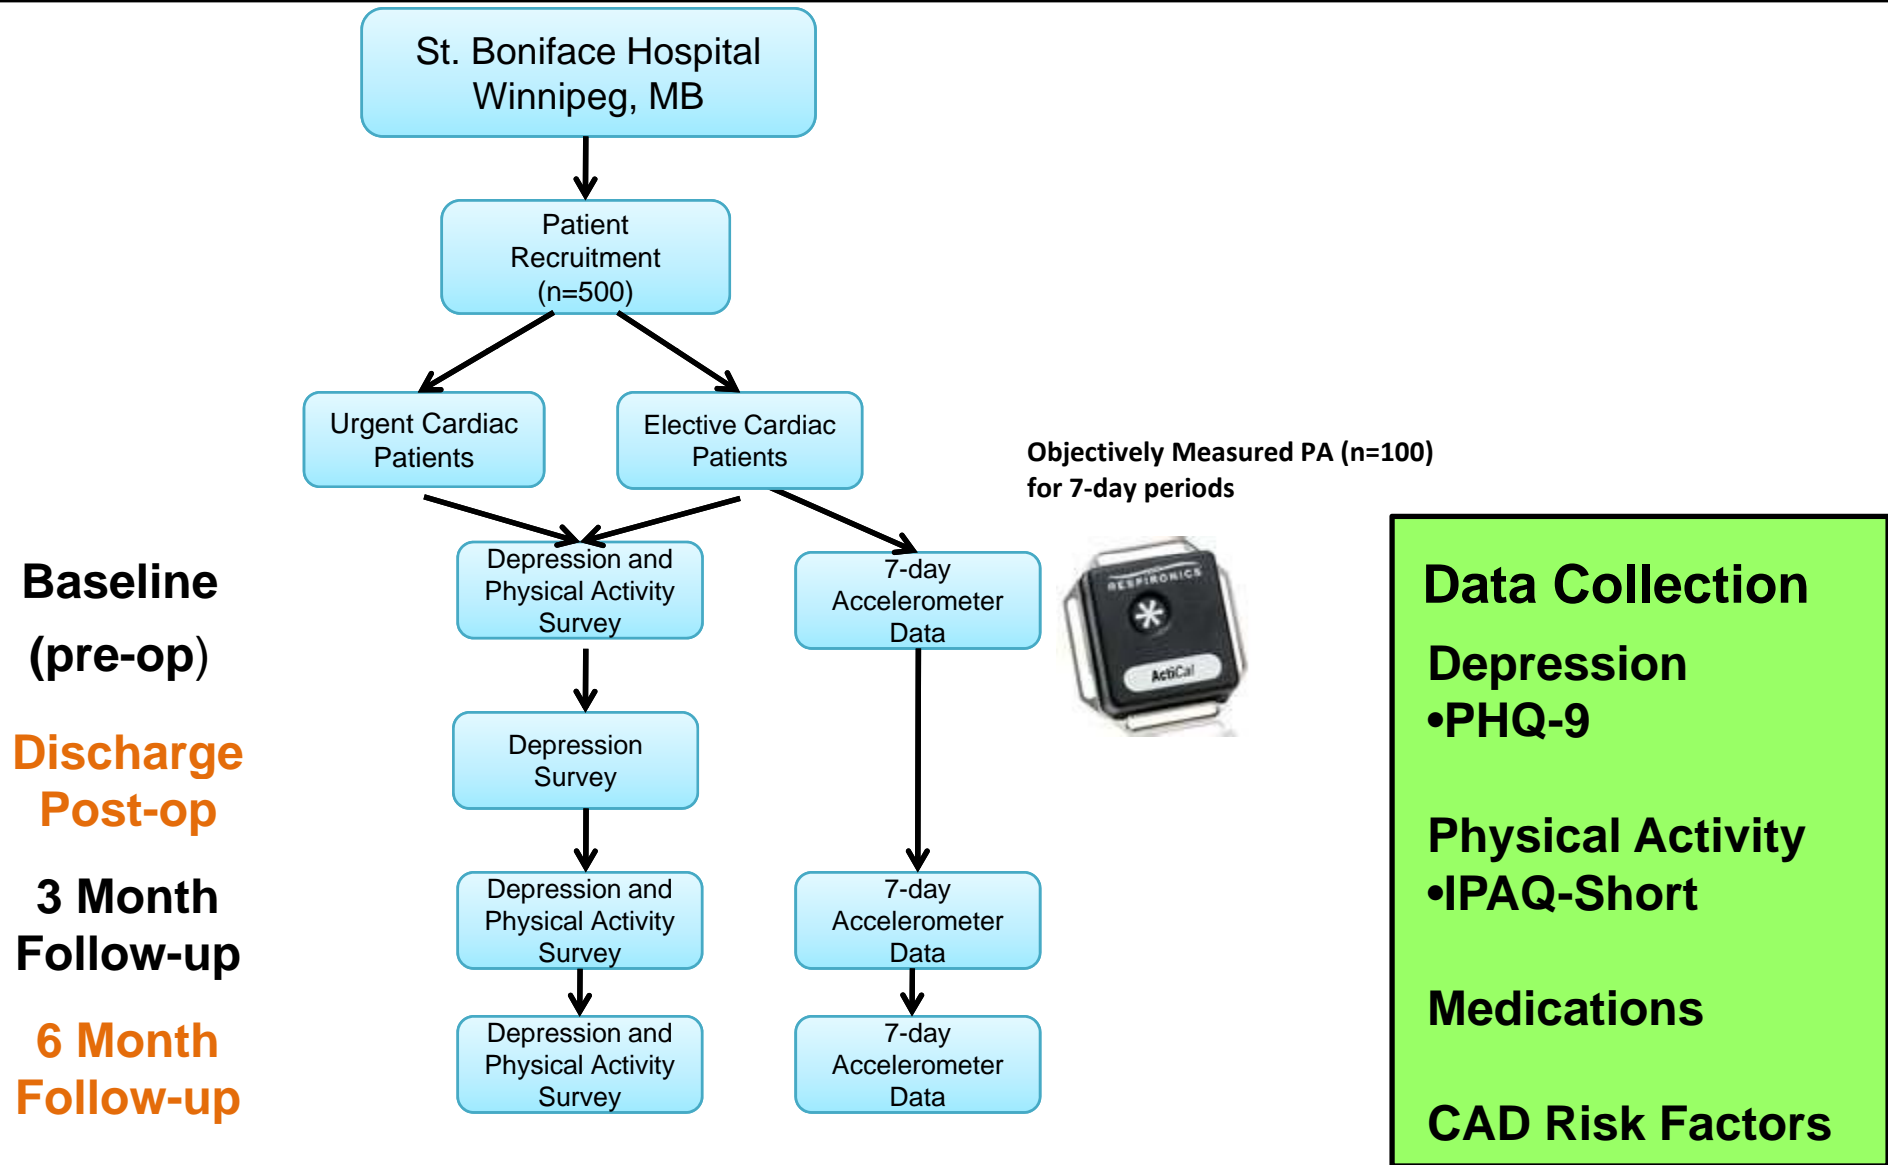 St. Boniface Hospital
Winnipeg, MB
Patient
Recruitment
(n=500)
Urgent Cardiac
Patients
Elective Cardiac
Patients
Objectively Measured PA (n=100)
for 7-day periods
RESPIRONICS
ActiCal
Baseline
(pre-op)
Depression and
Physical Activity
Survey
7-day
Accelerometer
Data
Discharge
Post-op
Depression
Survey
3 Month
Follow-up
Depression and
Physical Activity
Survey
7-day
Accelerometer
Data
6 Month
Follow-up
Depression and
Physical Activity
Survey
7-day
Accelerometer
Data
Data Collection
Depression
•PHQ-9
Physical Activity
•IPAQ-Short
Medications
CAD Risk Factors